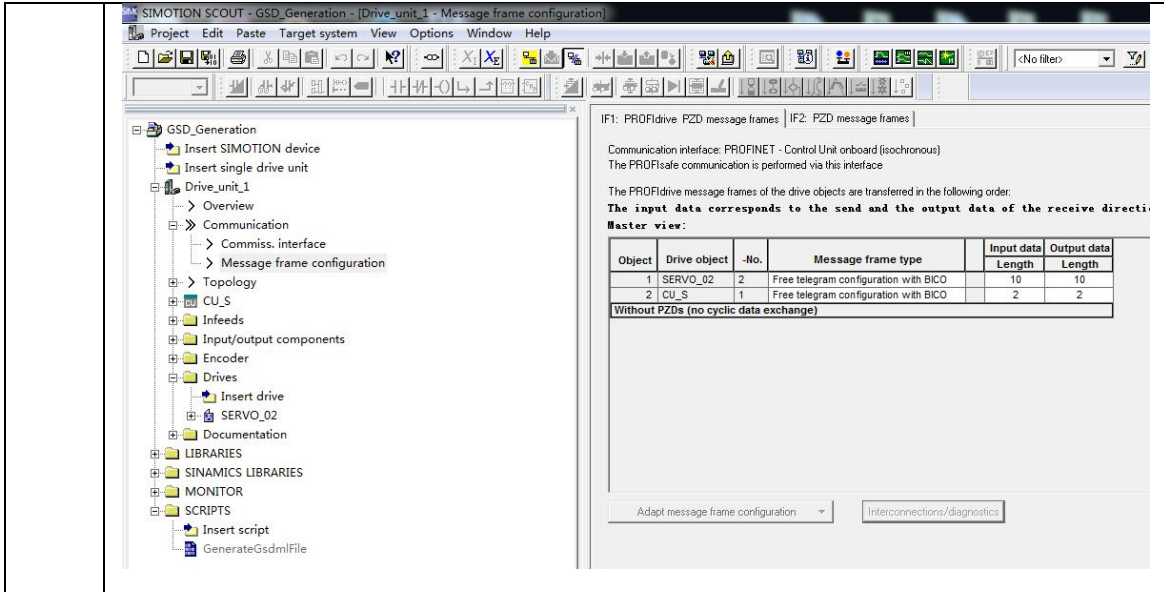 SIMOTION SCOUT - GSD_Generation - [Drive_unit_1 - Message frame configuration]
Project Edit Paste Target system View Options Window Help
<No filter>
GSD_Generation
Insert SIMOTION device
Insert single drive unit
Drive_unit_1
Overview
Communication
Commiss. interface
Message frame configuration
Topology
CU_S
Infeeds
Input/output components
Encoder
Drives
Insert drive
SERVO_02
Documentation
LIBRARIES
SINAMICS LIBRARIES
MONITOR
SCRIPTS
Insert script
GenerateGsdmlFile
IF1: PROFIdrive PZD message frames IF2: PZD message frames
Communication interface: PROFINET - Control Unit onboard (isochronous)
The PROFIsafe communication is performed via this interface
The PROFIdrive message frames of the drive objects are transferred in the following order:
The input data corresponds to the send and the output data of the receive directi
Master view:
Object Drive object -No. Message frame type Input data Output data
Length Length
1 SERVO_02 2 Free telegram configuration with BICO 10 10
2 CU_S 1 Free telegram configuration with BICO 2 2
Without PZDs (no cyclic data exchange)
Adapt message frame configuration Interconnections/diagnostics